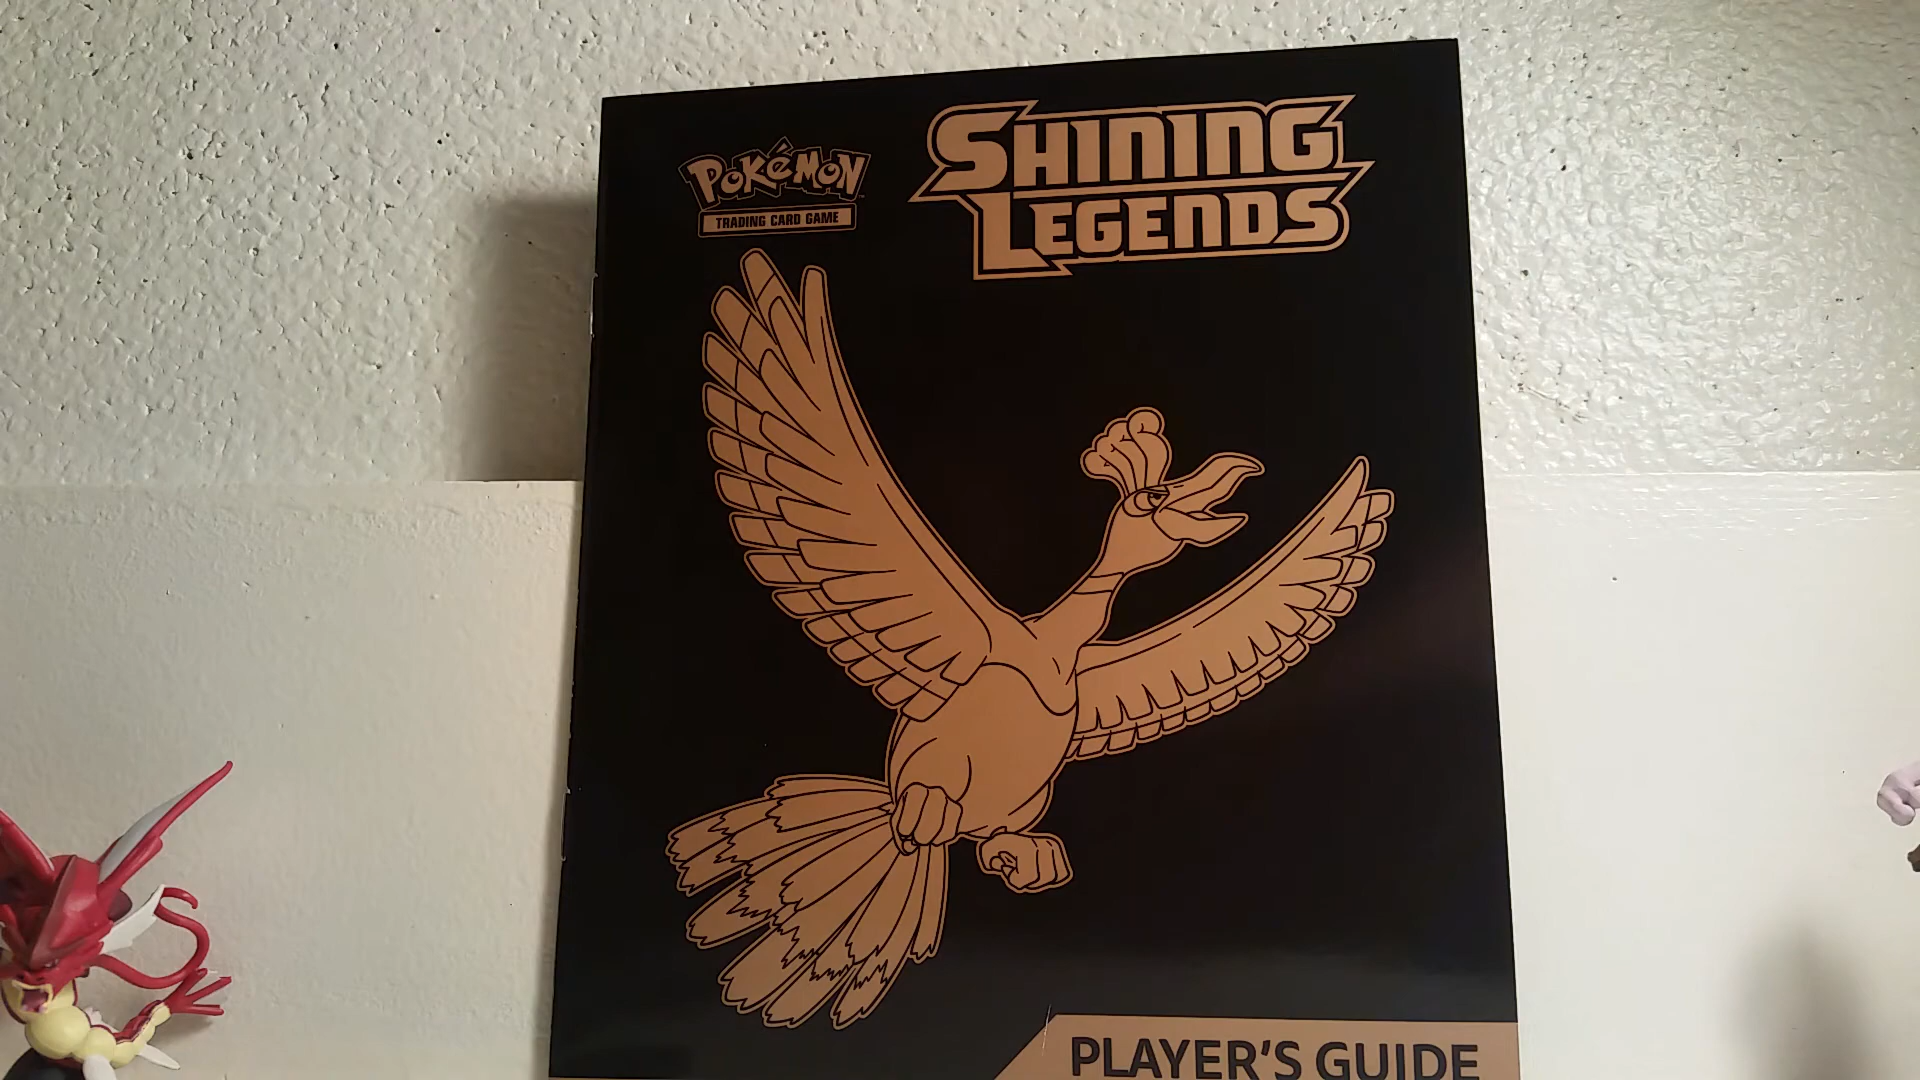 POKéMON
TRADING CARD GAME
SHINING
LEGENDS
PLAYER'S GUIDE